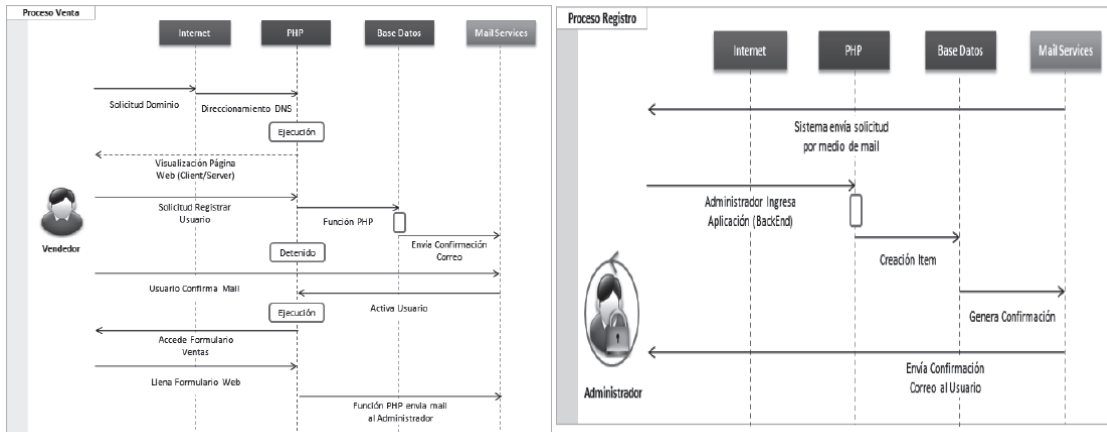 Proceso Venta
Internet
PHP
Base Datos
Mail Services
Solicitud Dominio
Direccionamiento DNS
Ejecución
Visualización Página
Web (Client/Server)
Solicitud Registrar
Usuario
Función PHP
Vendedor
Detenido
Envía Confirmación
Correo
Usuario Confirma Mail
Activa Usuario
Ejecución
Accede Formulario
Ventas
Llena Formulario Web
Función PHP envia mail
al Administrador
Proceso Registro
Internet
PHP
Base Datos
Mail Services
Sistema envía solicitud
por medio de mail
Administrador Ingresa
Aplicación (BackEnd)
Creación Item
Genera Confirmación
Administrador
Envía Confirmación
Correo al Usuario